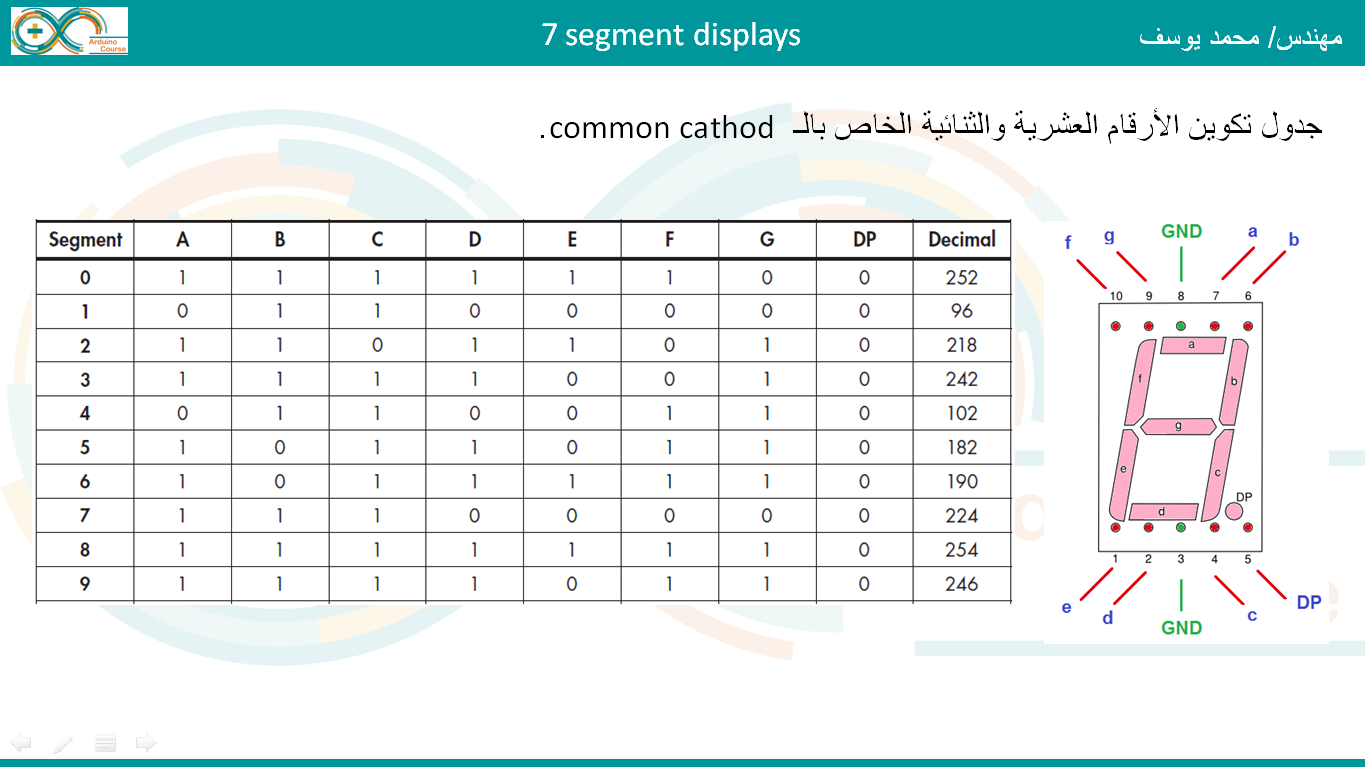 Arduino
Course
7 segment displays
مهندس/ محمد يوسف
جدول تكوين الأرقام العشرية والثنائية الخاص بالـ common cathod.
Segment A B C D E F G DP Decimal
0 1 1 1 1 1 1 0 0 252
1 0 1 1 0 0 0 0 0 96
2 1 1 0 1 1 0 1 0 218
3 1 1 1 1 0 0 1 0 242
4 0 1 1 0 0 1 1 0 102
5 1 0 1 1 0 1 1 0 182
6 1 0 1 1 1 1 1 0 190
7 1 1 1 0 0 0 0 0 224
8 1 1 1 1 1 1 1 0 254
9 1 1 1 1 0 1 1 0 246
f g GND a b
10 9 8 7 6
a
f b
g
e c
DP
d
1 2 3 4 5
e d GND c DP